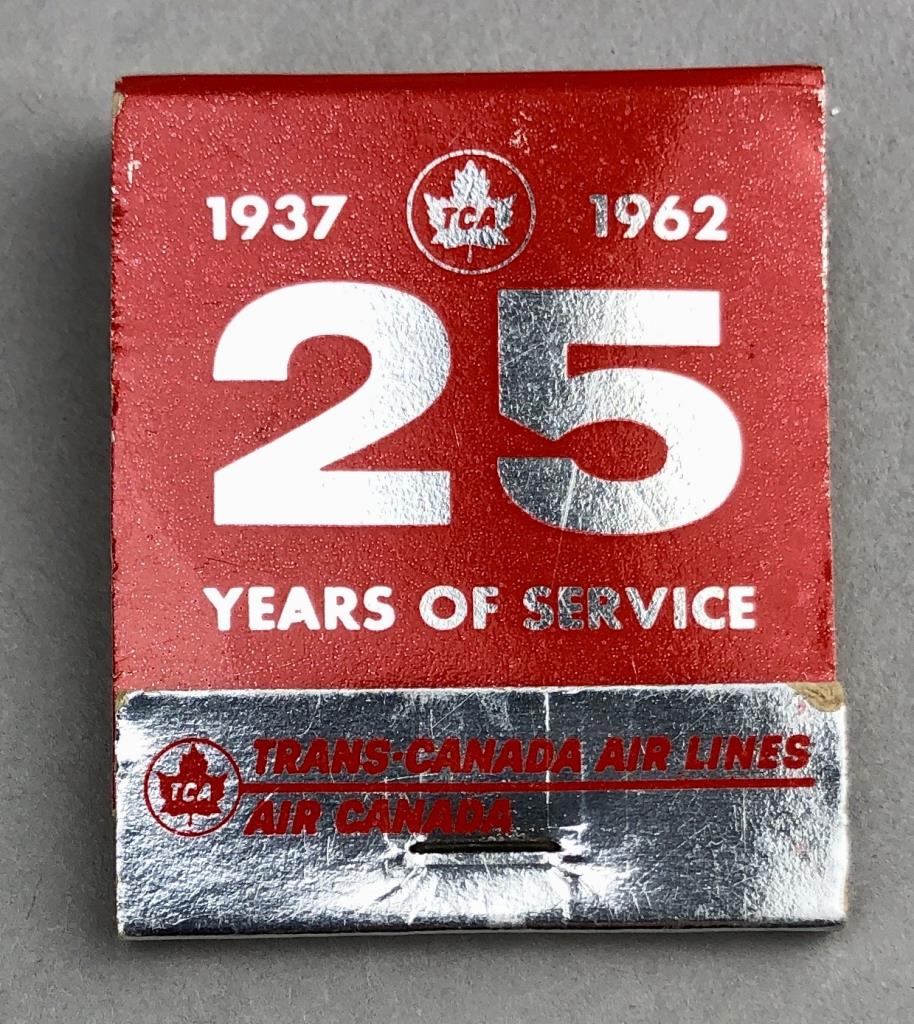 1937 TCA 1962
25
YEARS OF SERVICE
TCA TRANS-CANADA AIR LINES
AIR CANADA